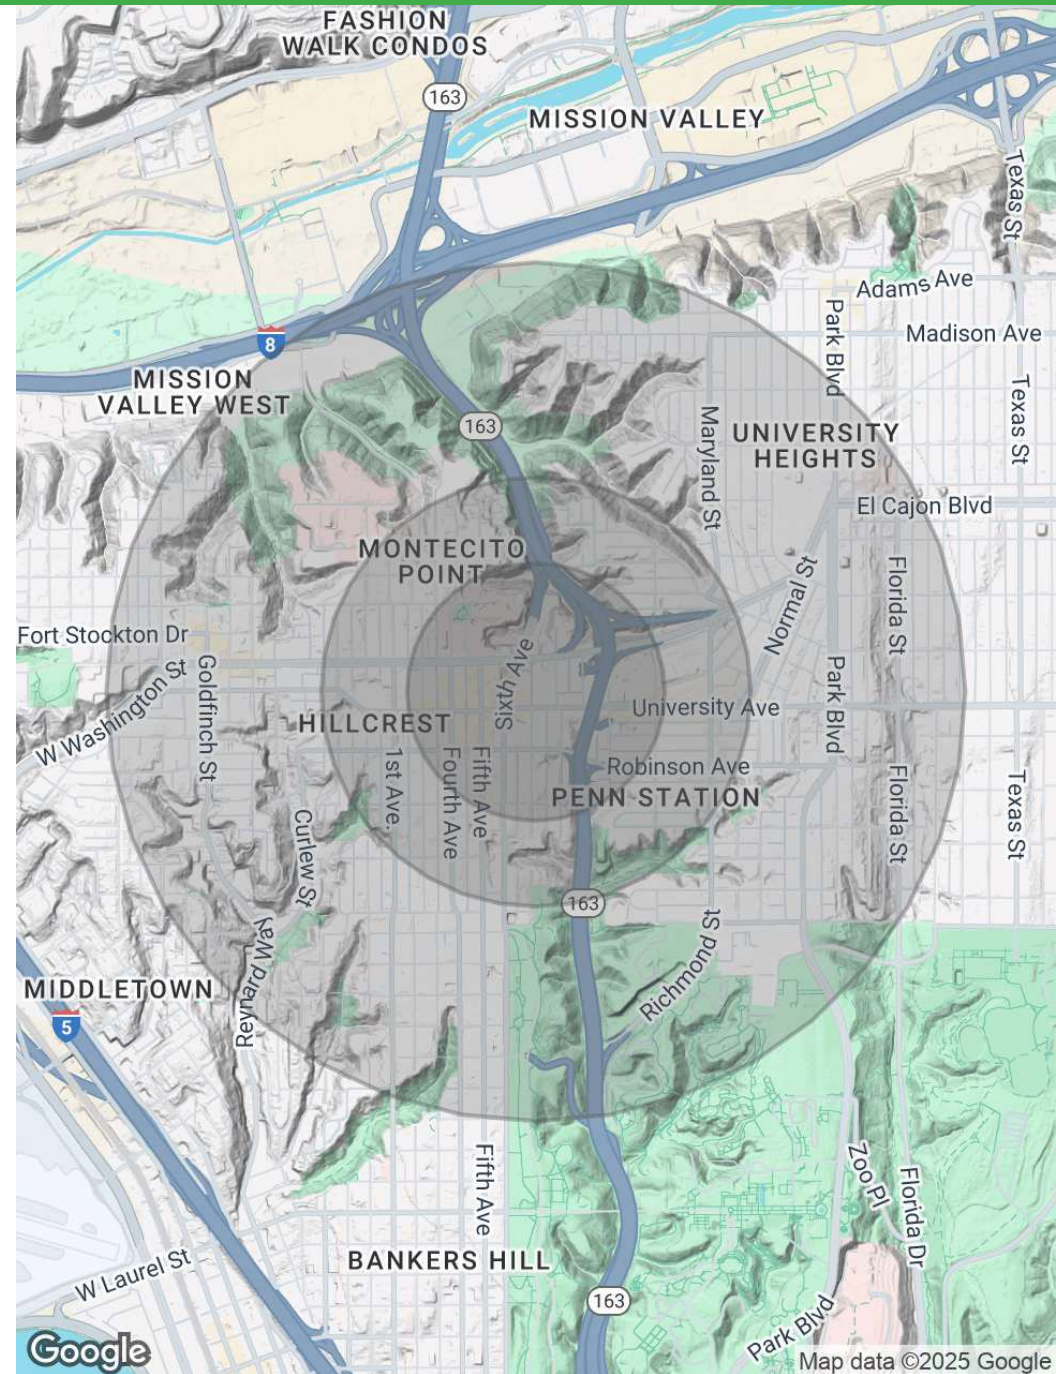 FASHION
WALK CONDOS
163
MISSION VALLEY
Texas St
Adams Ave
Park Blvd
Madison Ave
8
MISSION
VALLEY WEST
163
Maryland St
UNIVERSITY
HEIGHTS
Texas St
El Cajon Blvd
MONTECITO
POINT
Normal St
Florida St
Fort Stockton Dr
W Washington St
Goldfinch St
Sixth Ave
Park Blvd
University Ave
HILLCREST
1st Ave.
Fourth Ave
Fifth Ave
Robinson Ave
PENN STATION
Florida St
Texas St
Curlew St
163
Reynard Way
Richmond St
MIDDLETOWN
5
Fifth Ave
Zoo Pl
Florida Dr
BANKERS HILL
W Laurel St
163
Park Blvd
Google
Map data ©2025 Google